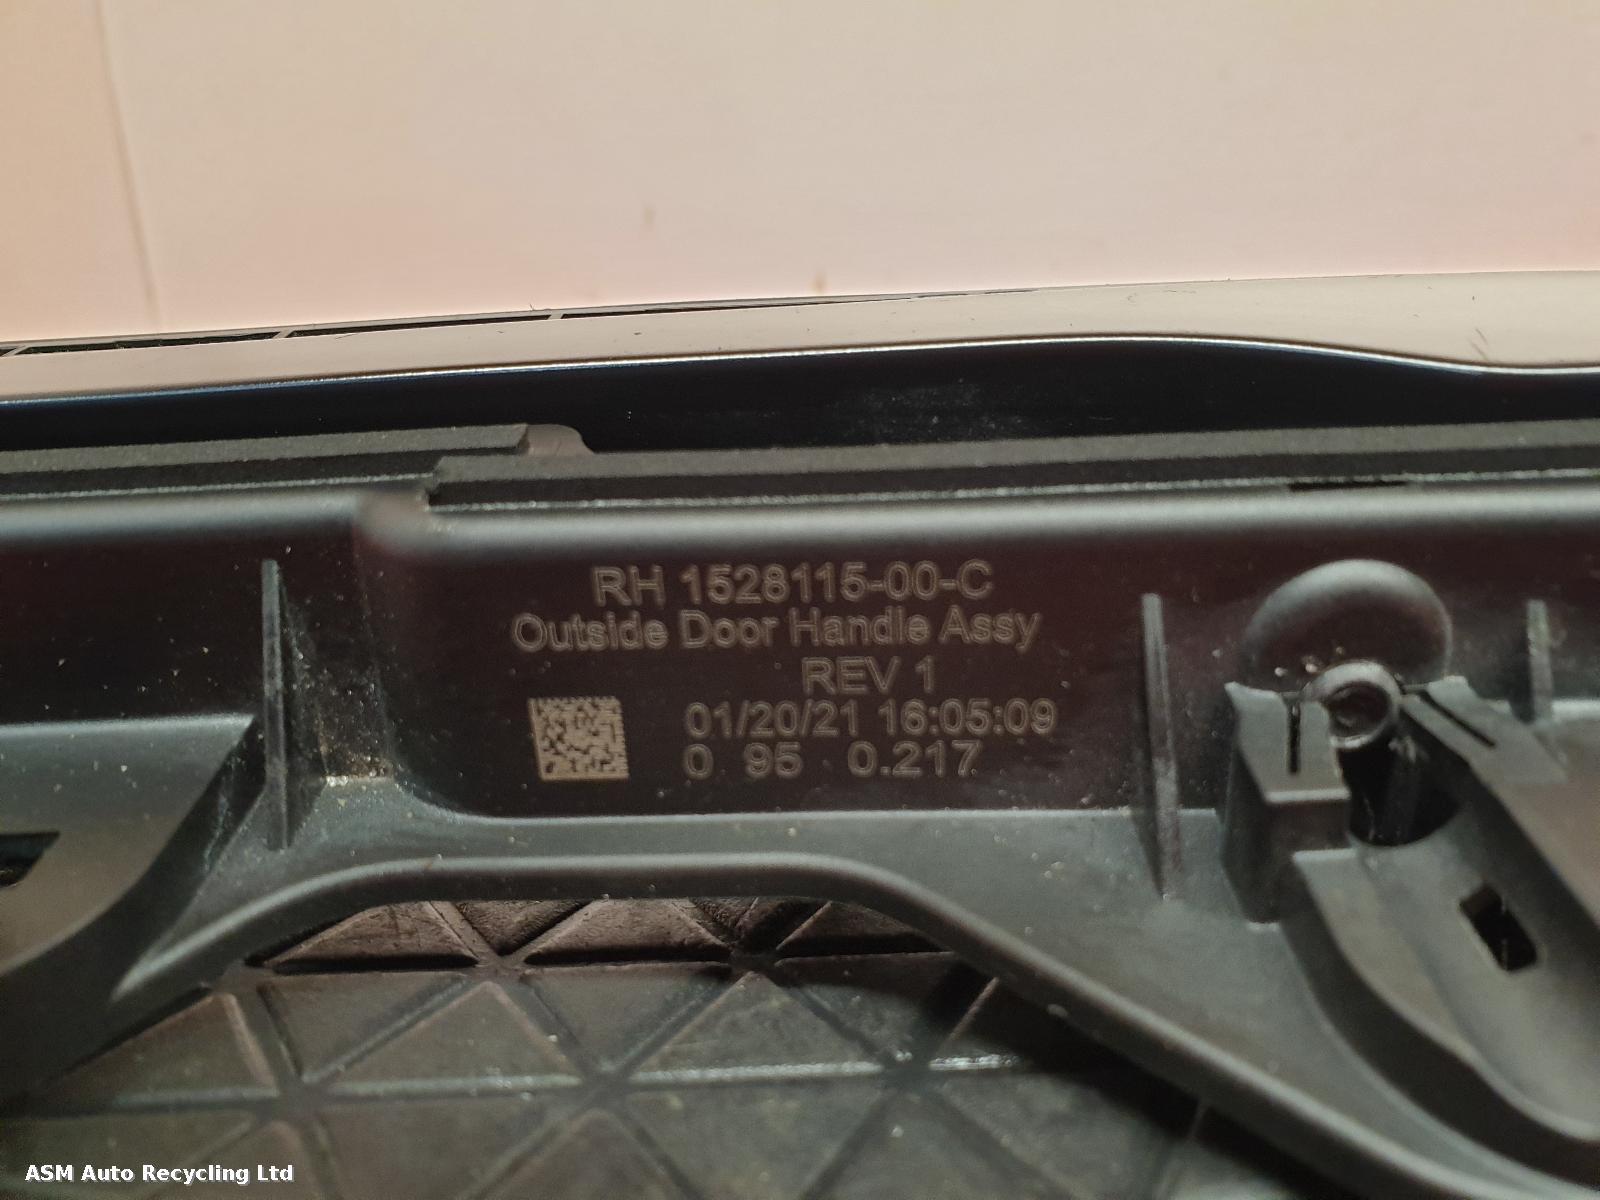 RH 1528115-00-C
Outside Door Handle Assy
REV 1
01/20/21 16:05:09
0 95 0.217
ASM Auto Recycling Ltd